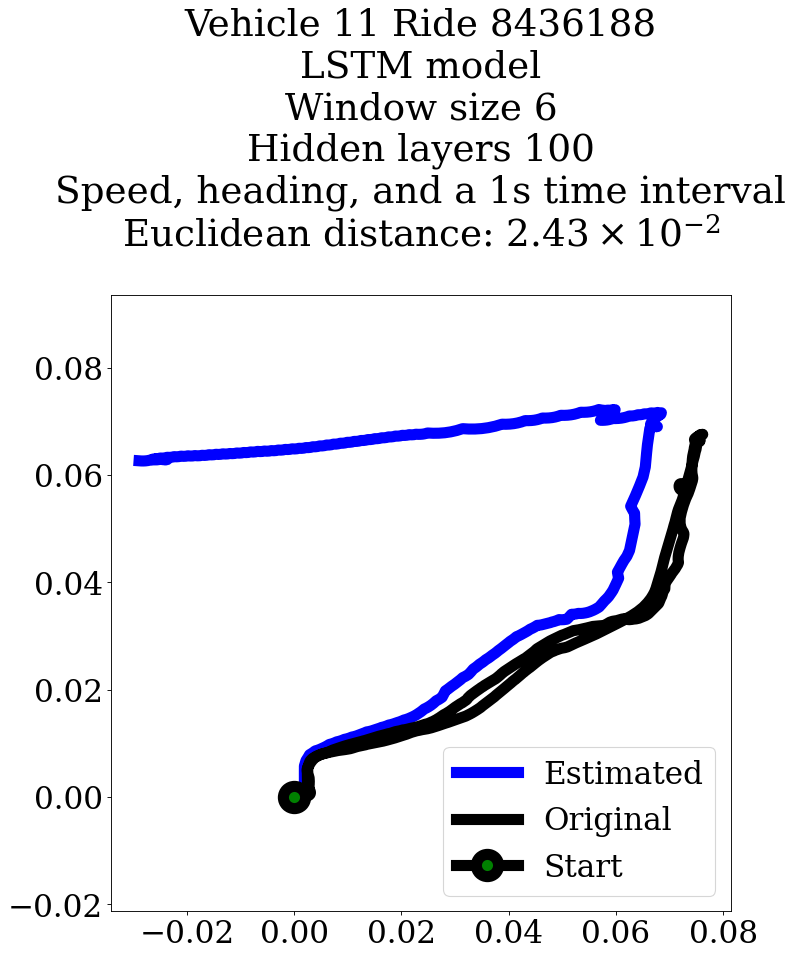 Vehicle 11 Ride 8436188
LSTM model
Window size 6
Hidden layers 100
Speed, heading, and a 1s time interval
Euclidean distance: 2.43 × 10⁻²
0.08
0.06
0.04
0.02
0.00
−0.02
Estimated
Original
Start
−0.02 0.00 0.02 0.04 0.06 0.08